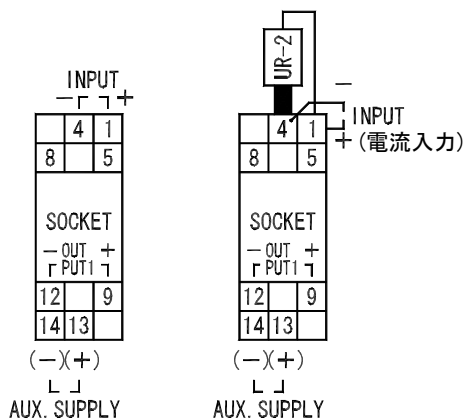 INPUT
− +
4 1
8 5
SOCKET
− OUT +
PUT1
12 9
14 13
(−)(+)
AUX. SUPPLY
UR-2
−
INPUT
+ (電流入力)
4 1
8 5
SOCKET
− OUT +
PUT1
12 9
14 13
(−)(+)
AUX. SUPPLY